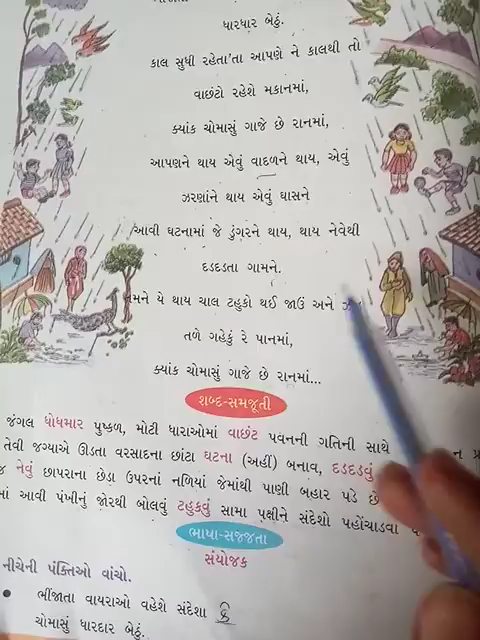 ધારધાર બેઠું.
કાલ સુધી રહેતા'તા આપણે ને કાલથી તો
વાછંટો રહેશે મકાનમાં,
ક્યાંક ચોમાસું ગાજે છે રાનમાં,
આપણને થાય એવું વાદળને થાય, એવું
ઝરણાંને થાય એવું ઘાસને
આવી ઘટનામાં જે ડુંગરને થાય, થાય નેવેથી
દડદડતા ગામને.
તમને યે થાય ચાલ ટહુકો થઈ જાઉં અને
તળે ગહેકું રે પાનમાં,
ક્યાંક ચોમાસું ગાજે છે રાનમાં...
શબ્દ-સમજૂતી
જંગલ ધોધમાર પુષ્કળ, મોટી ધારાઓમાં વાછંટ પવનની ગતિની સાથે
તેવી જગ્યાએ ઊડતા વરસાદના છાંટા ઘટના (અહીં) બનાવ, દડદડવું
નેવું છાપરાના છેડા ઉપરનાં નળિયાં જેમાંથી પાણી બહાર પડે છે
આવી પંખીનું જોરથી બોલવું ટહુકવું સામા પક્ષીને સંદેશો પહોંચાડવા
ભાષા-સજ્જતા
સંયોજક
નીચેની પંક્તિઓ વાંચો.
● ભીંજાતા વાયરાઓ વહેશે સંદેશા કે
ચોમાસું ધારદાર બેઠું.